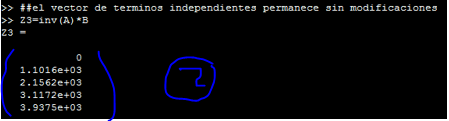 >> ##el vector de terminos independientes permanece sin modificaciones
>> Z3=inv(A)*B
Z3 =
0
1.1016e+03
2.1562e+03
3.1172e+03
3.9375e+03